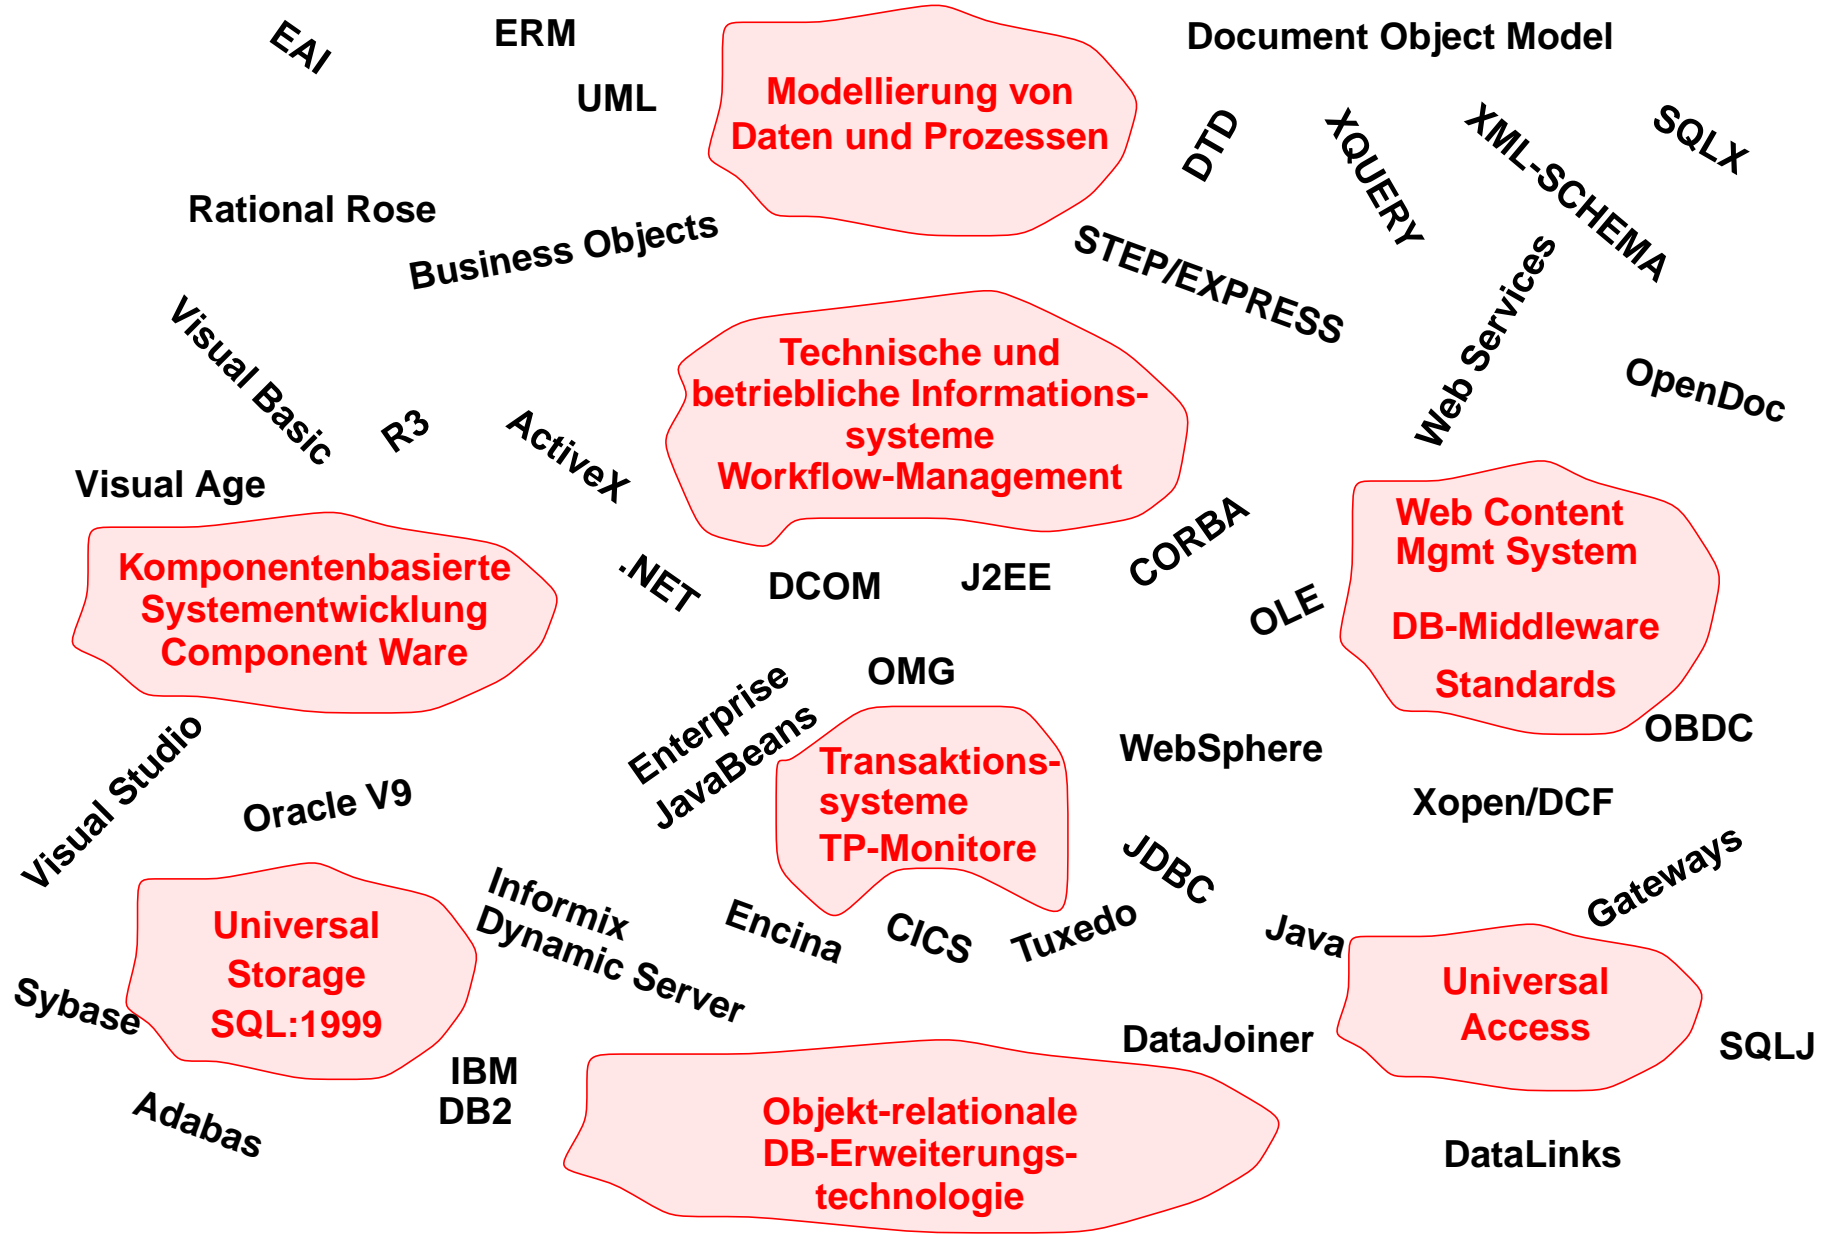 EAI
ERM
UML
Modellierung von
Daten und Prozessen
Document Object Model
DTD
XQUERY
XML-SCHEMA
SQLX
Rational Rose
Business Objects
STEP/EXPRESS
Web Services
OpenDoc
Visual Basic
R3
ActiveX
Technische und
betriebliche Informations-
systeme
Workflow-Management
Visual Age
Komponentenbasierte
Systementwicklung
Component Ware
.NET
DCOM
J2EE
CORBA
OLE
Web Content
Mgmt System
DB-Middleware
Standards
OBDC
OMG
Enterprise
JavaBeans
Transaktions-
systeme
TP-Monitore
WebSphere
Xopen/DCF
Visual Studio
Oracle V9
Informix
Dynamic Server
Encina
CICS
Tuxedo
JDBC
Java
Gateways
Universal
Storage
SQL:1999
Sybase
Adabas
IBM
DB2
Objekt-relationale
DB-Erweiterungs-
technologie
DataJoiner
Universal
Access
SQLJ
DataLinks